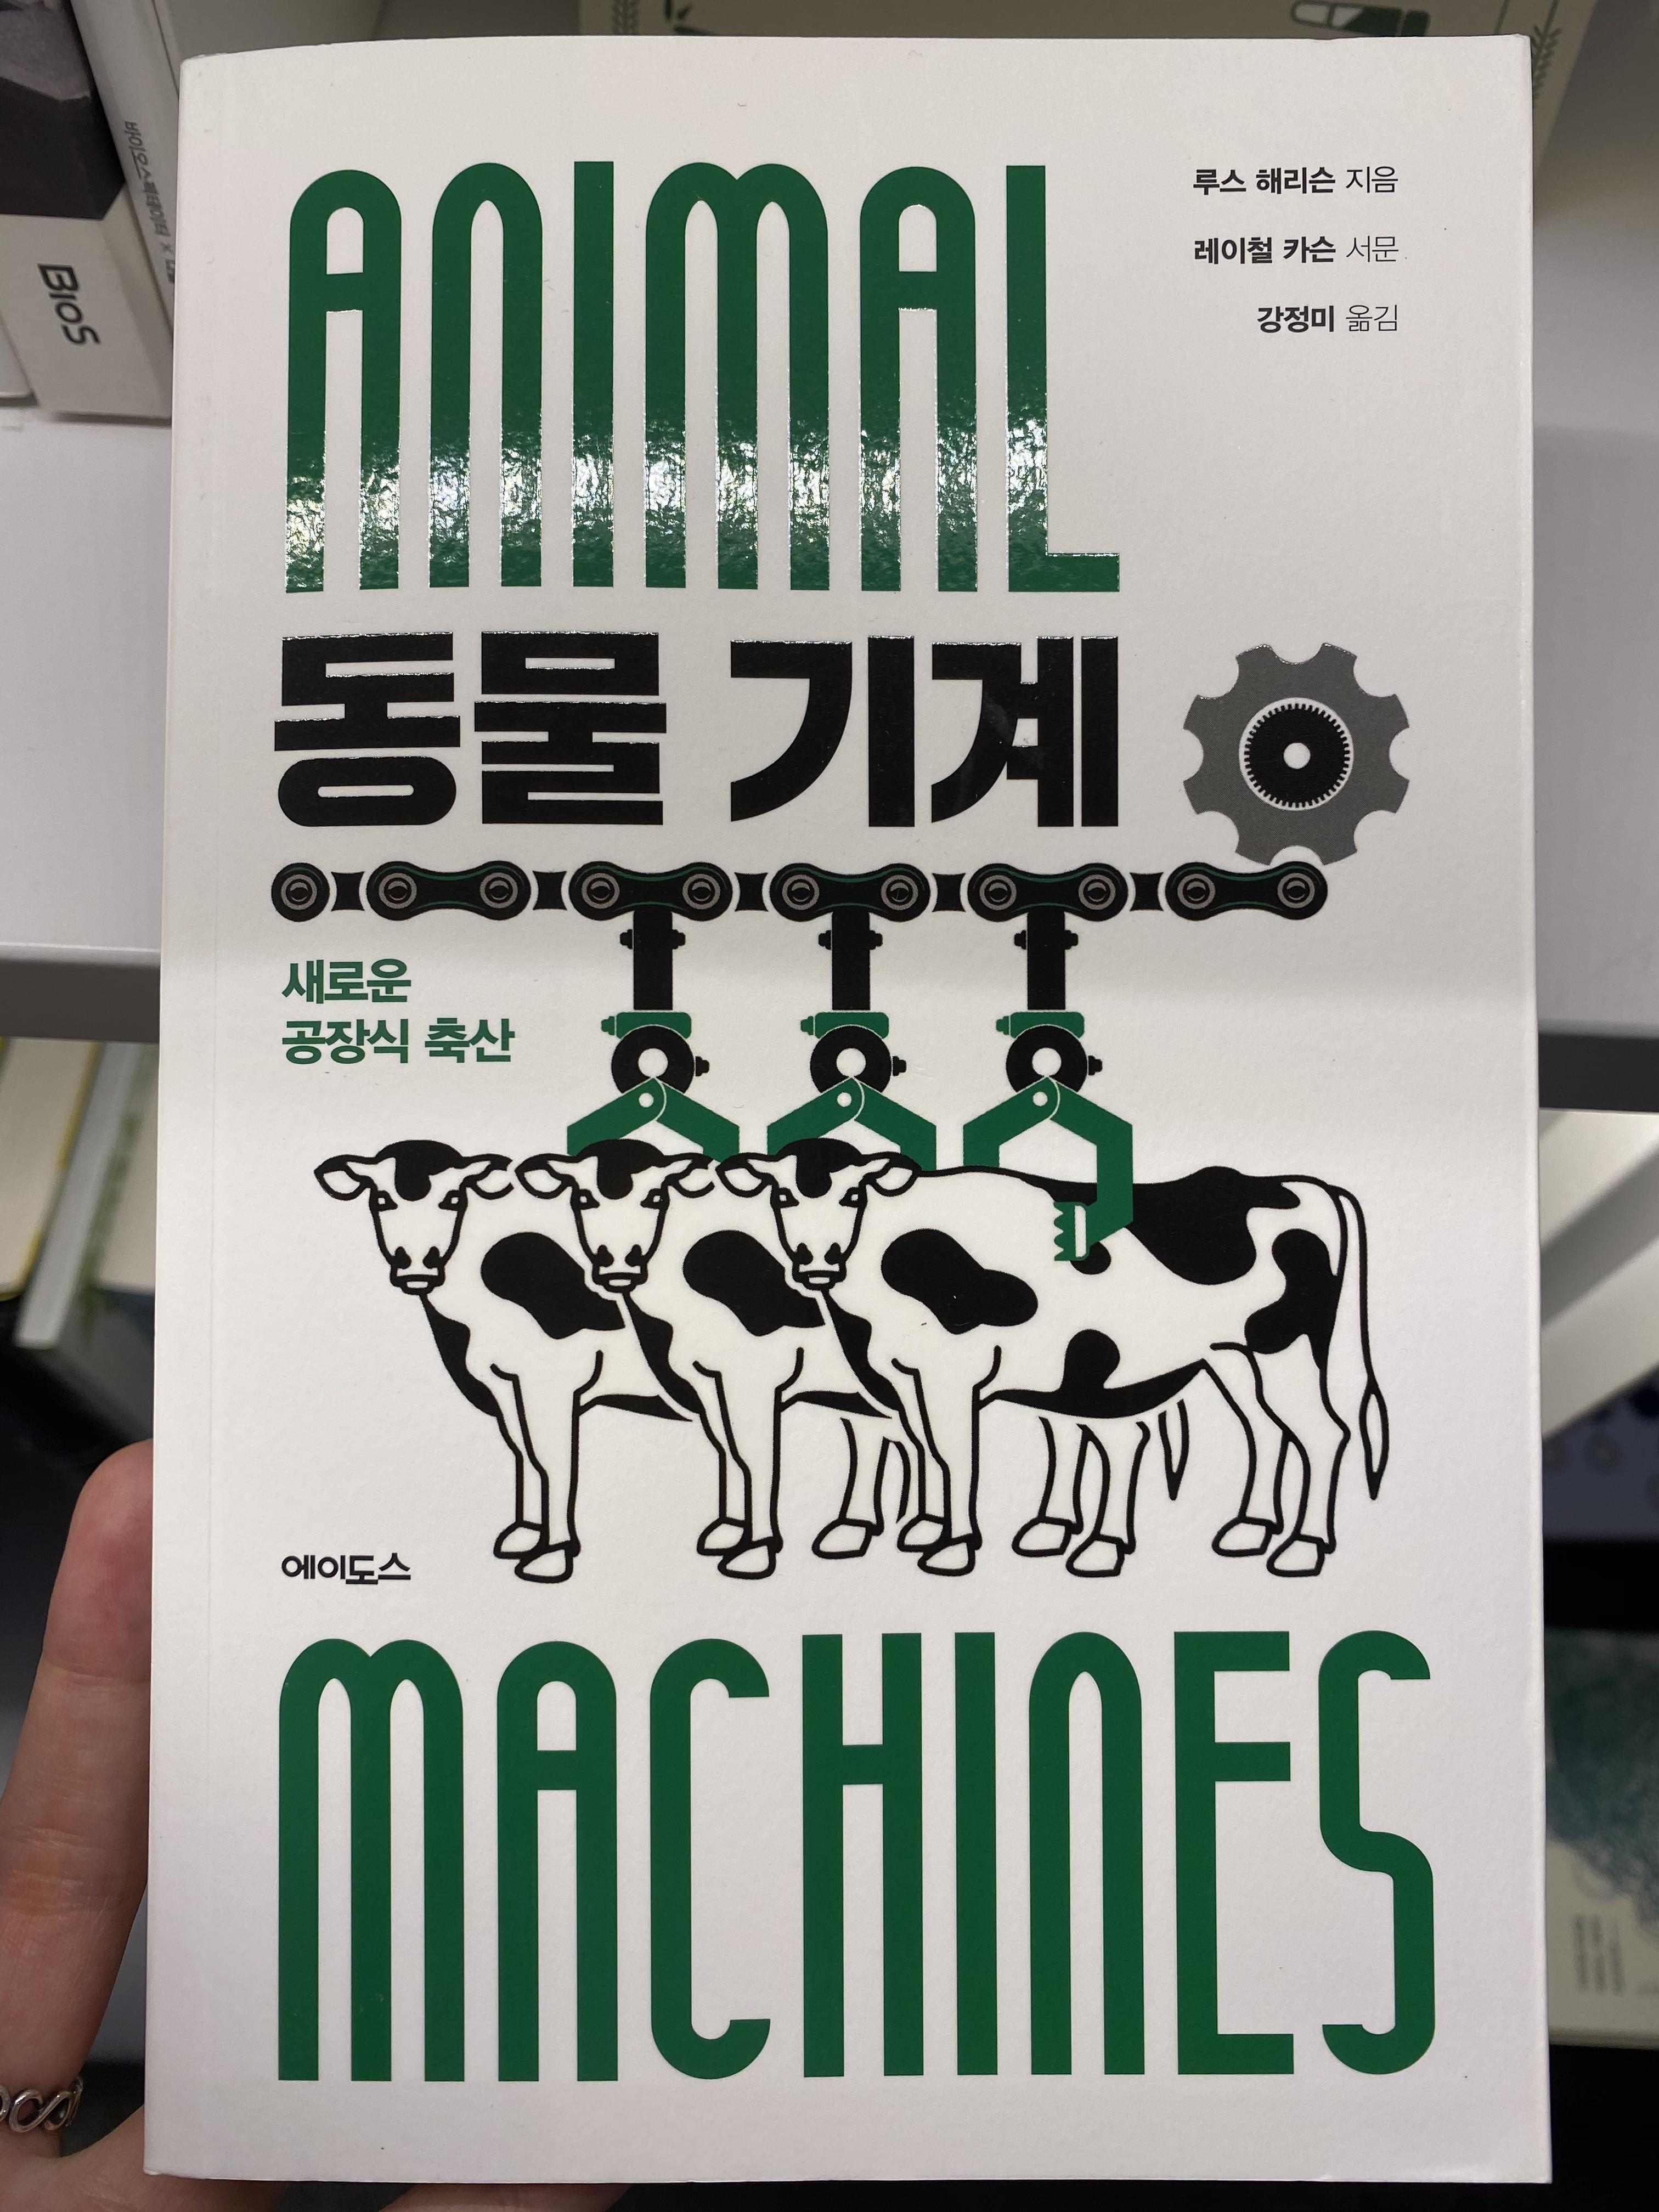 ANIMAL
루스 해리슨 지음
레이철 카슨 서문
강정미 옮김
동물 기계
새로운
공장식 축산
에이도스
MACHINES
BIOS